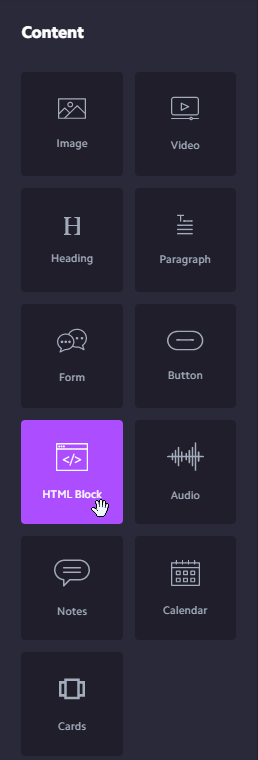 Content
Image
Video
Heading
Paragraph
Form
Button
HTML Block
Audio
Notes
Calendar
Cards